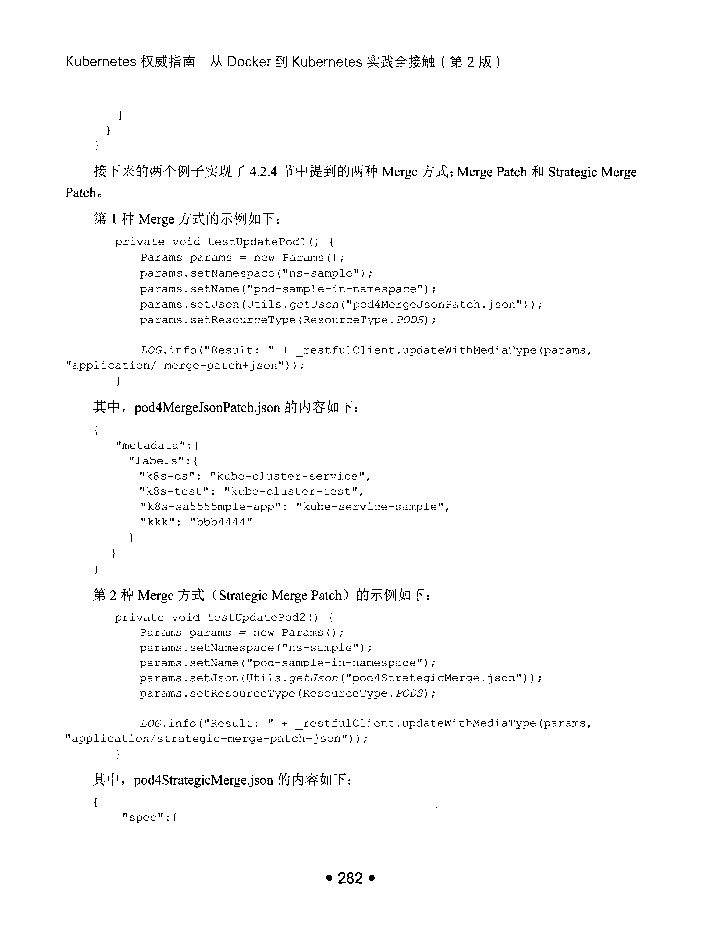 Kubernetes 权威指南 从 Docker 到 Kubernetes 实践全接触（第 2 版）
]
}
}
接下来的两个例子实现了 4.2.4 节中提到的两种 Merge 方式：Merge Patch 和 Strategic Merge
Patch。
第 1 种 Merge 方式的示例如下：
private void testUpdatePod1() {
Params params = new Params();
params.setNamespace("ns-sample");
params.setName("pod-sample-in-namespace");
params.setJson(Utils.getJson("pod4MergeJsonPatch.json"));
params.setResourceType(ResourceType.PODS);
LOG.info("Result: " + _restfulClient.updateWithMediaType(params,
"application/ merge-patch+json"));
}
其中，pod4MergeJsonPatch.json 的内容如下：
{
"metadata":{
"labels":{
"k8s-cs": "kube-cluster-service",
"k8s-test": "kube-cluster-test",
"k8s-sa5555mple-app": "kube-service-sample",
"kkk": "bbb4444"
}
}
}
第 2 种 Merge 方式（Strategic Merge Patch）的示例如下：
private void testUpdatePod2() {
Params params = new Params();
params.setNamespace("ns-sample");
params.setName("pod-sample-in-namespace");
params.setJson(Utils.getJson("pod4StrategicMerge.json"));
params.setResourceType(ResourceType.PODS);
LOG.info("Result: " + _restfulClient.updateWithMediaType(params,
"application/strategic-merge-patch+json"));
}
其中，pod4StrategicMerge.json 的内容如下：
{
"spec":{
• 282 •